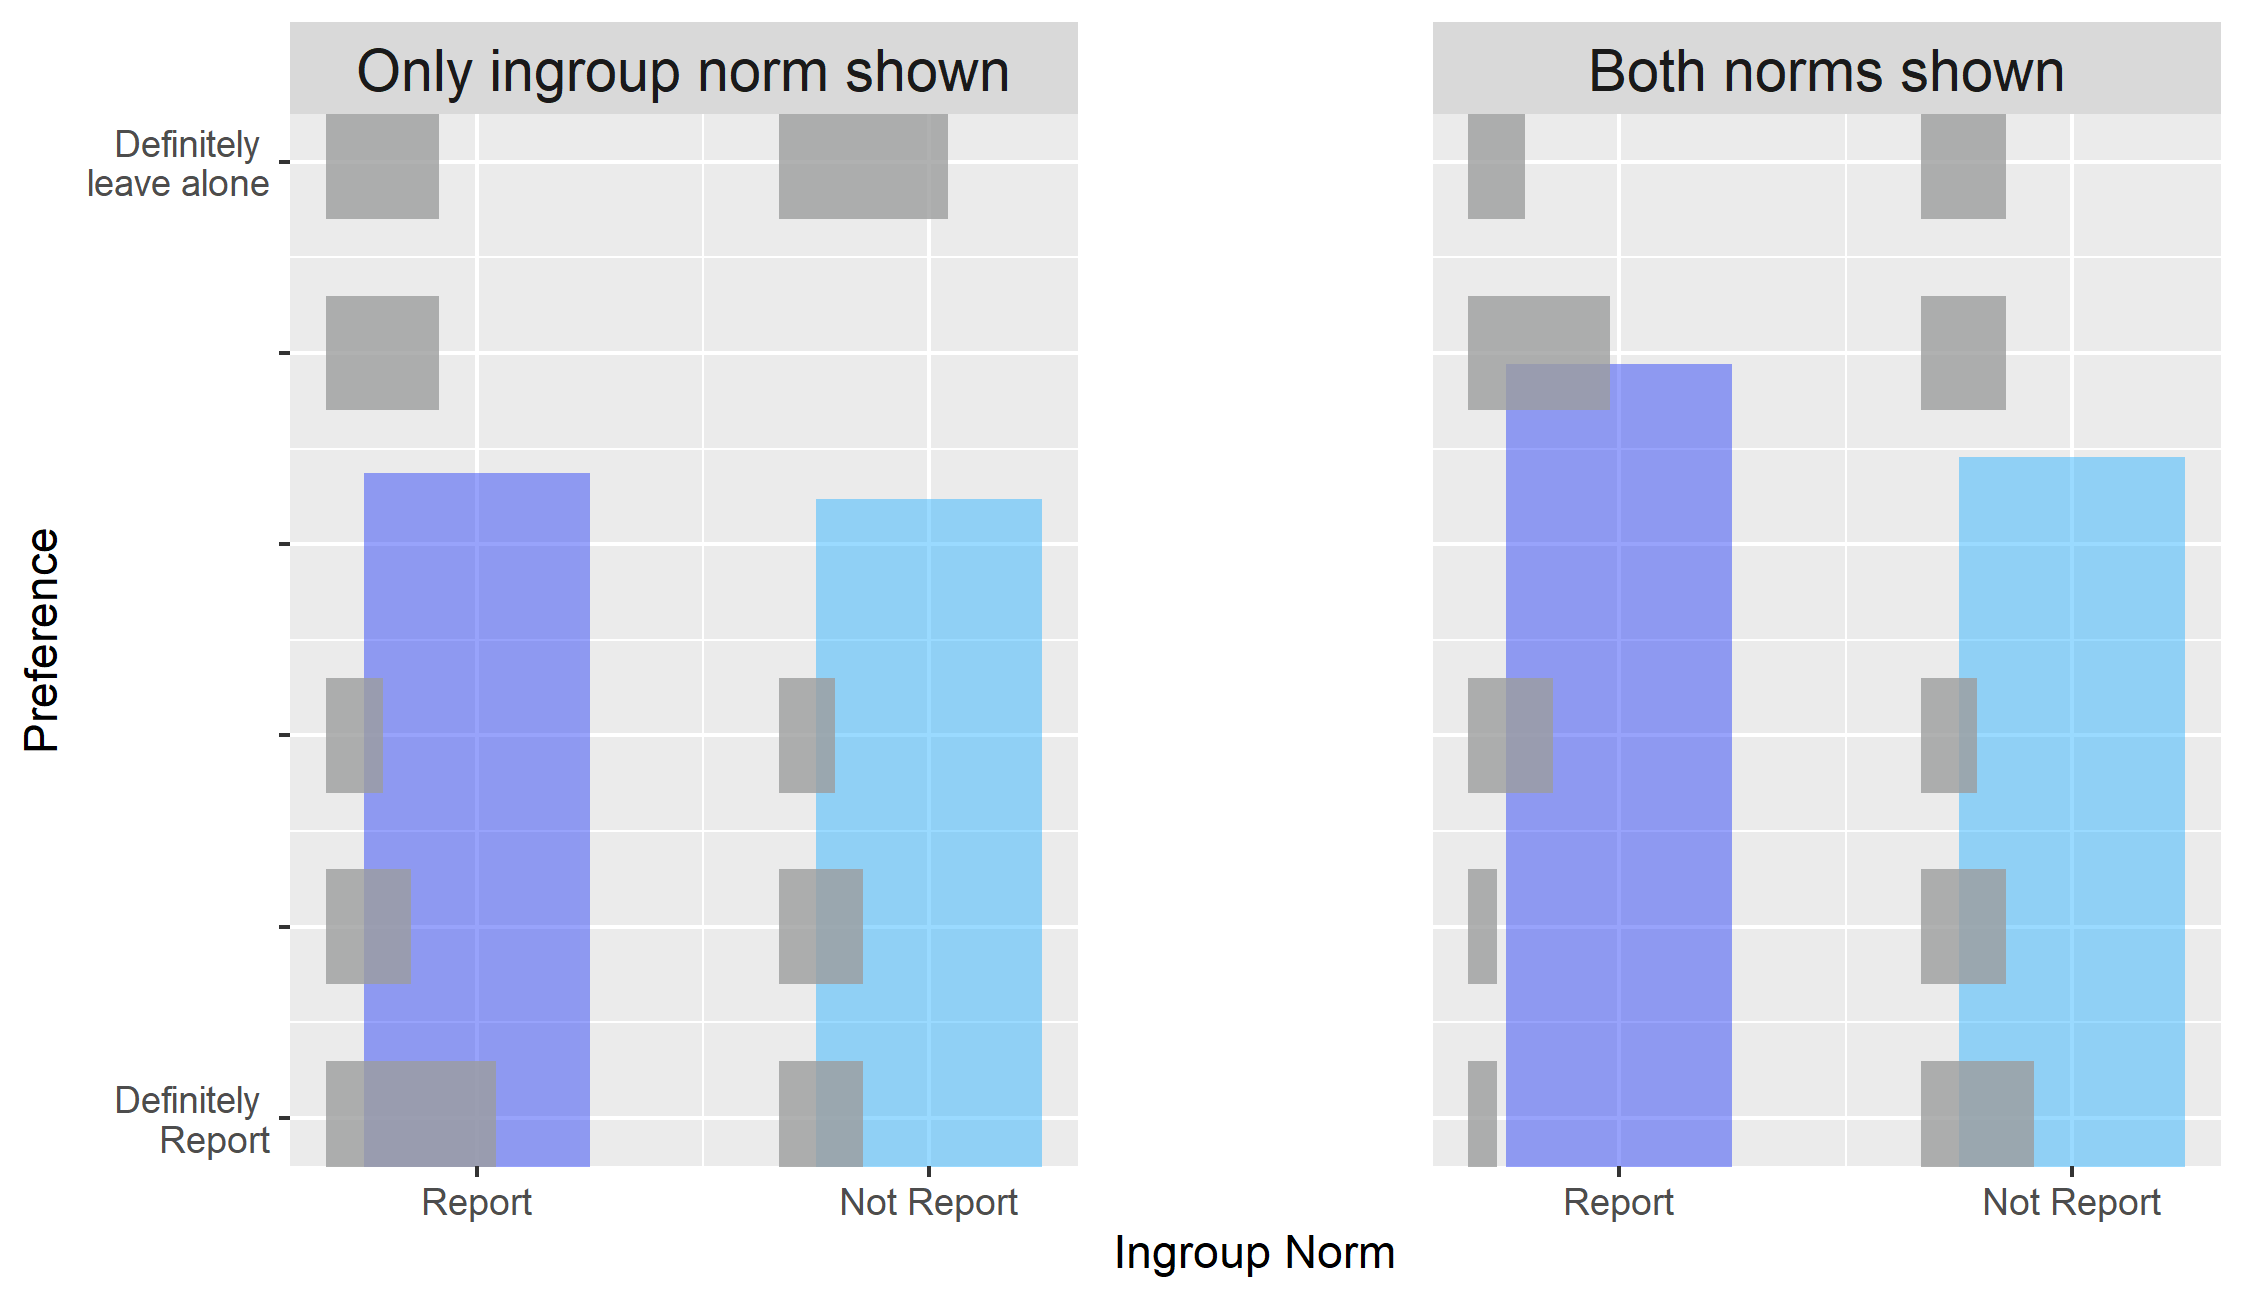 Only ingroup norm shown
Both norms shown
Definitely
leave alone
Preference
Definitely
Report
Report
Not Report
Report
Not Report
Ingroup Norm